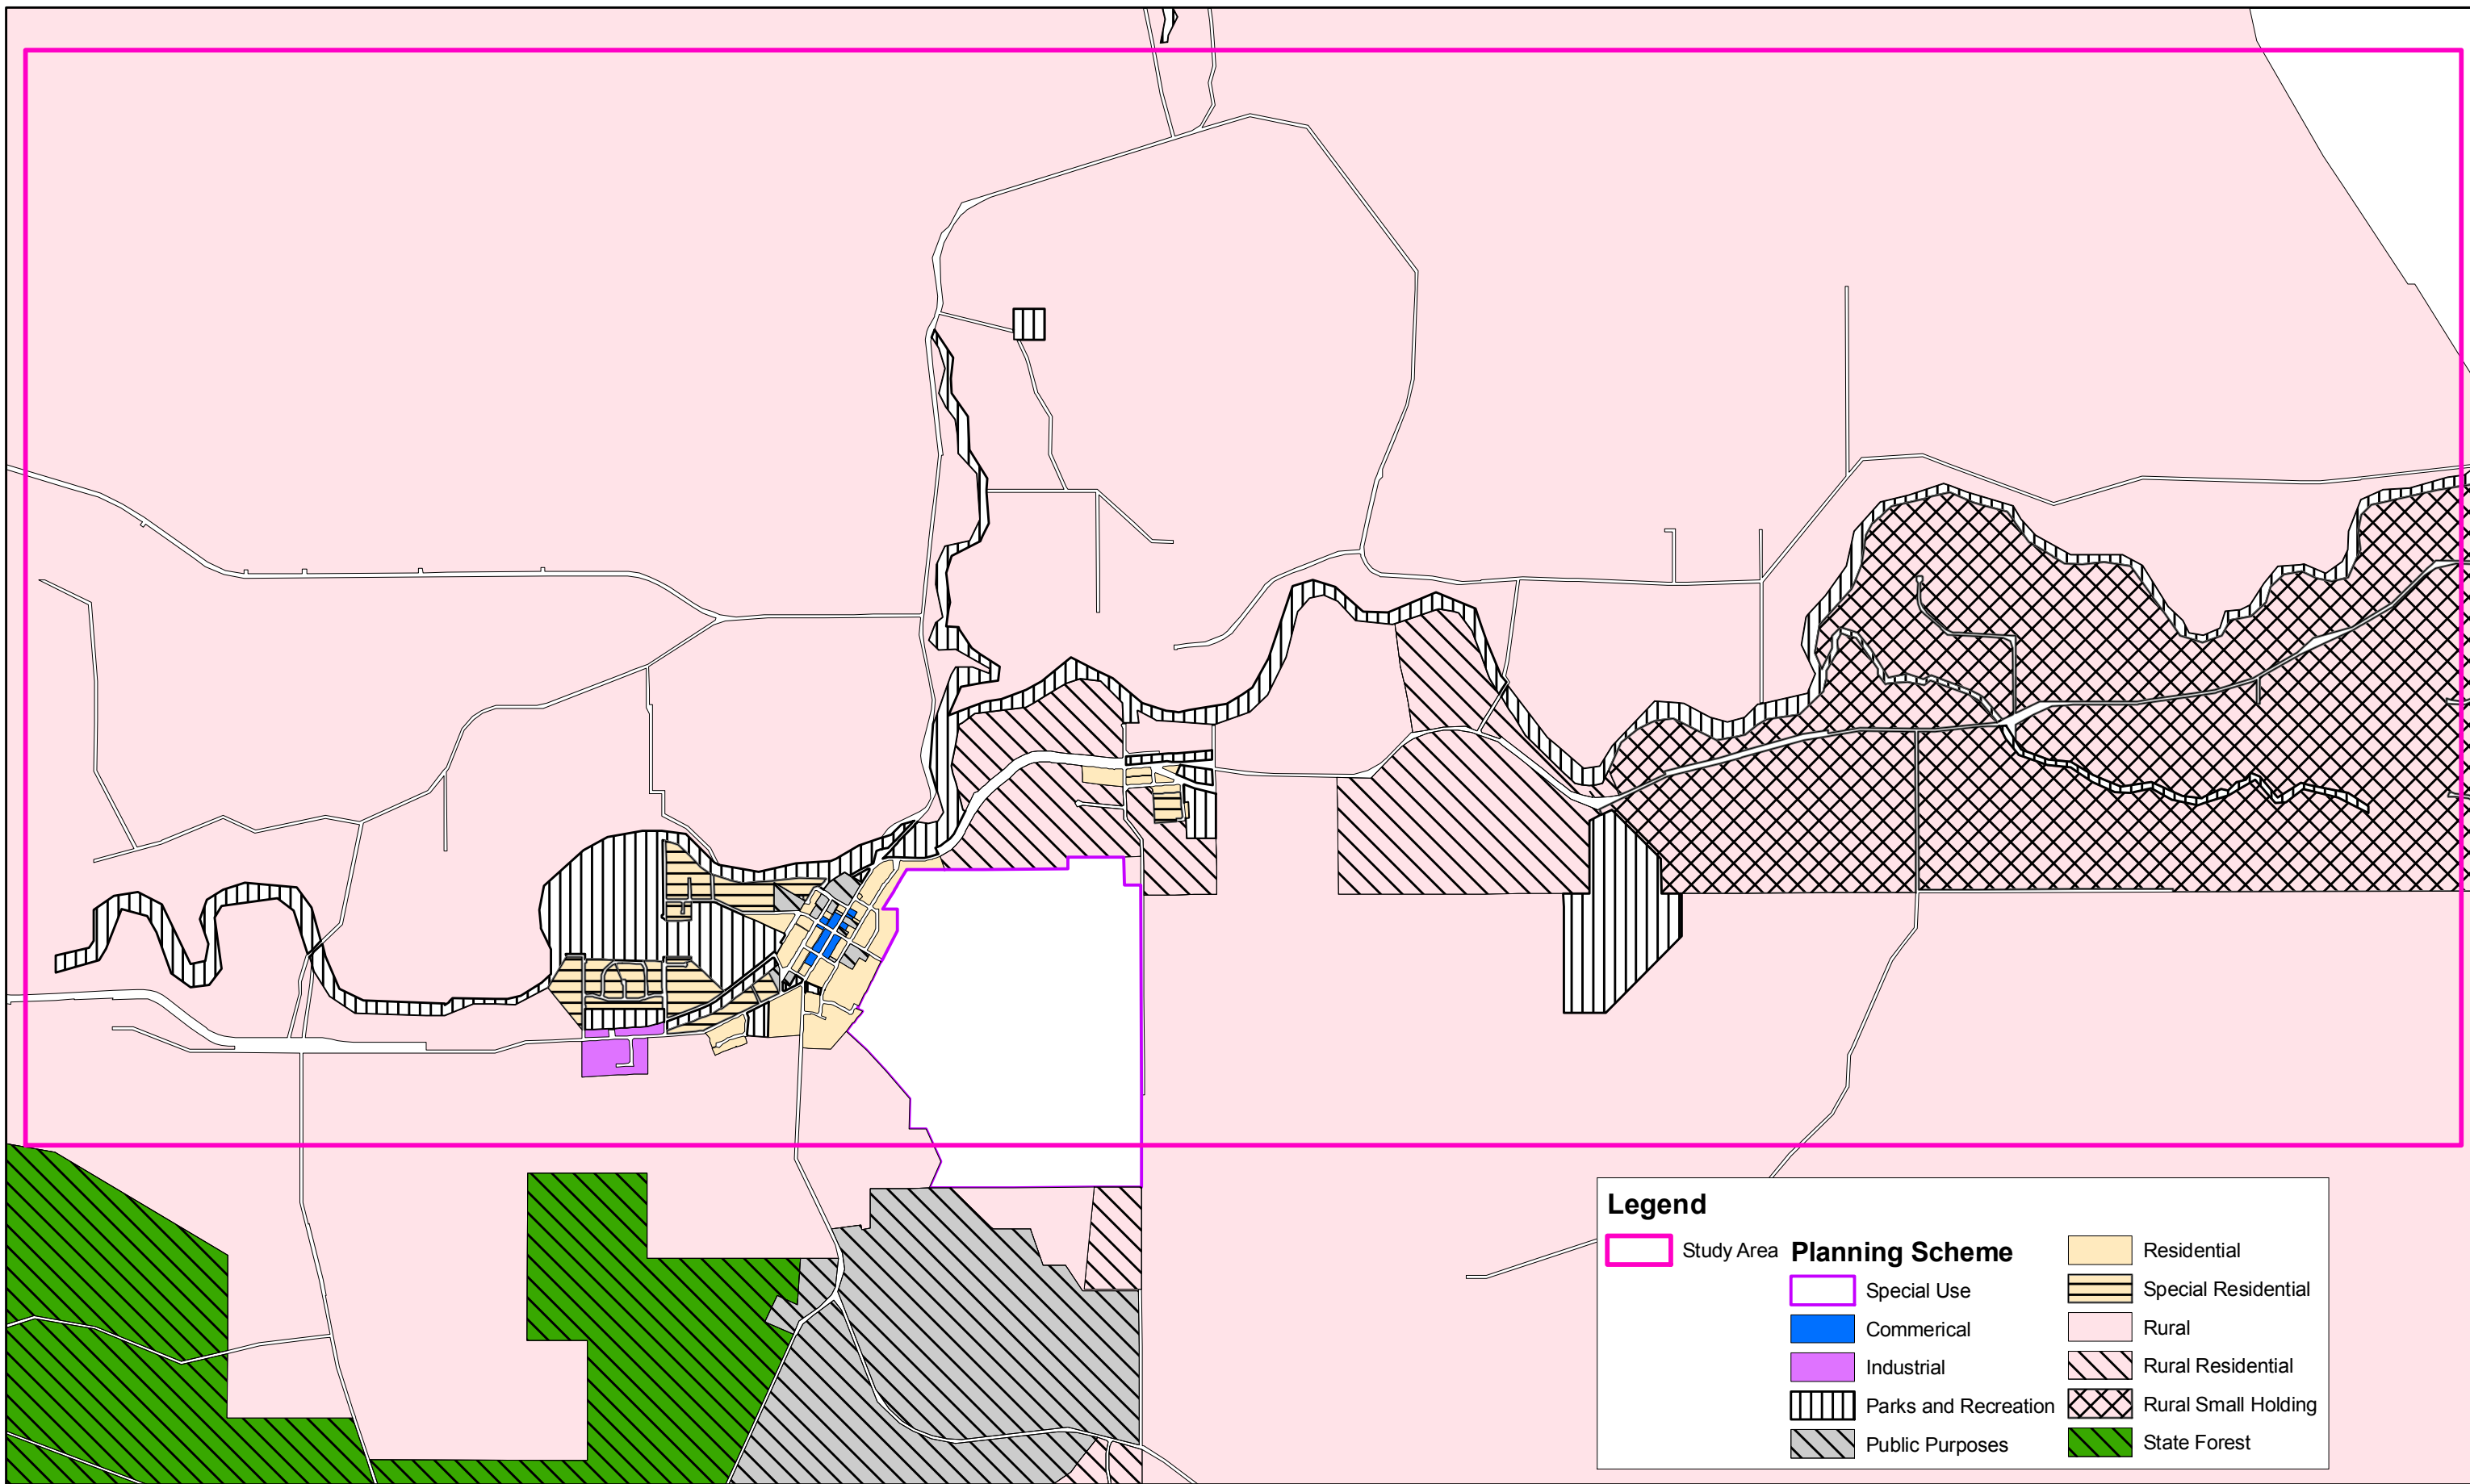 Legend
Study Area
Planning Scheme
Special Use
Commerical
Industrial
Parks and Recreation
Public Purposes
Residential
Special Residential
Rural
Rural Residential
Rural Small Holding
State Forest